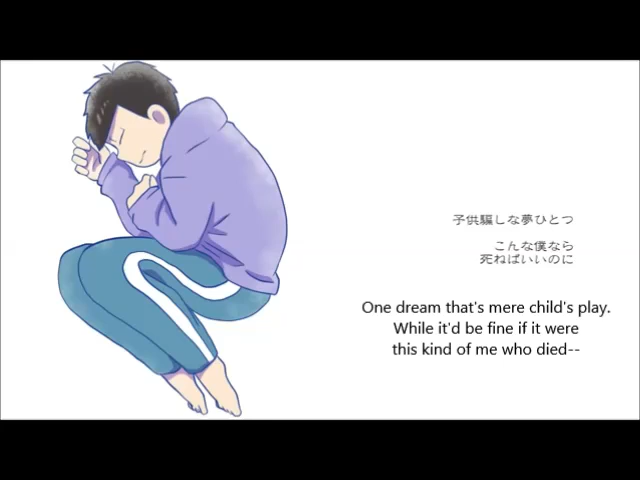 子供騙しな夢ひとつ
こんな僕なら
死ねばいいのに
One dream that's mere child's play.
While it'd be fine if it were
this kind of me who died--